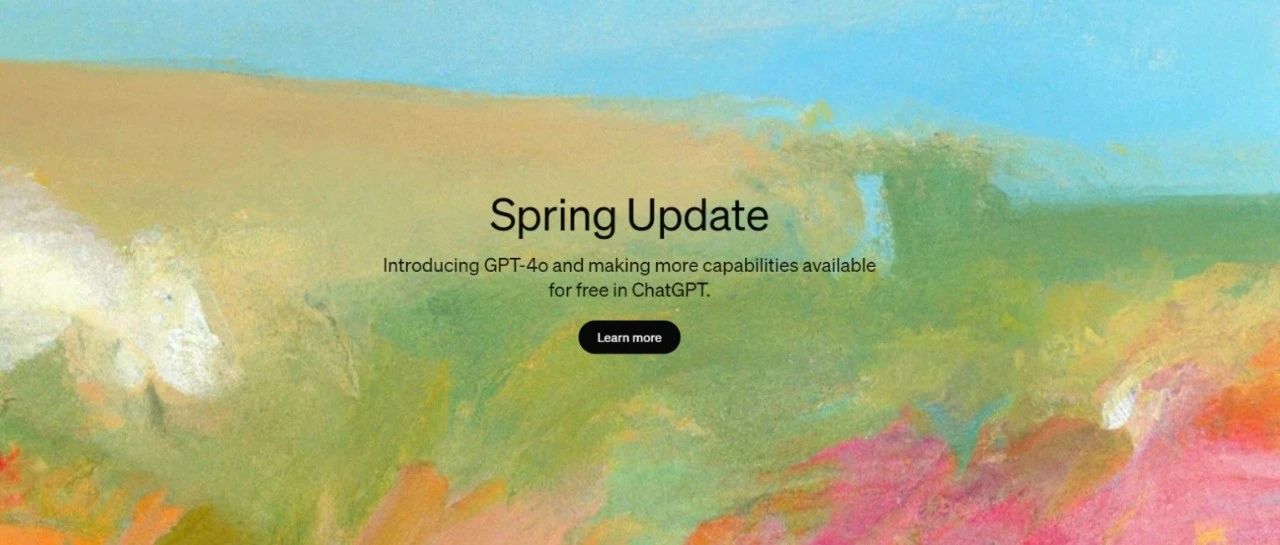 Spring Update
Introducing GPT-4o and making more capabilities available
for free in ChatGPT.
Learn more